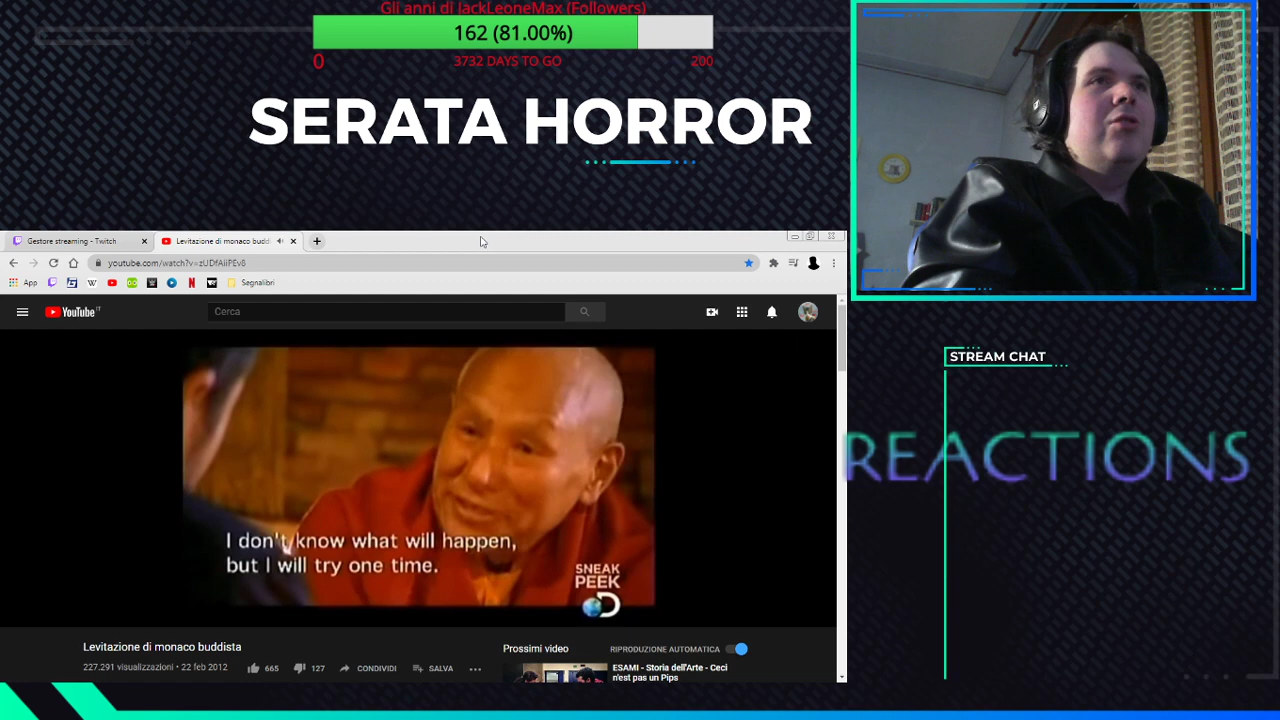 Gli anni di JackLeoneMax (Followers)
162 (81.00%)
0
3732 DAYS TO GO
200
SERATA HORROR
Gestore streaming - Twitch
Levitazione di monaco budd
youtube.com/watch?v=zUDfAiiPEv8
App
Segnalibri
YouTube IT
Cerca
I don't know what will happen,
but I will try one time.
SNEAK
PEEK
D
Levitazione di monaco buddista
227.291 visualizzazioni • 22 feb 2012
665
127
CONDIVIDI
SALVA
Prossimi video
RIPRODUZIONE AUTOMATICA
ESAMI - Storia dell'Arte - Ceci
n'est pas un Pips
STREAM CHAT
REACTIONS